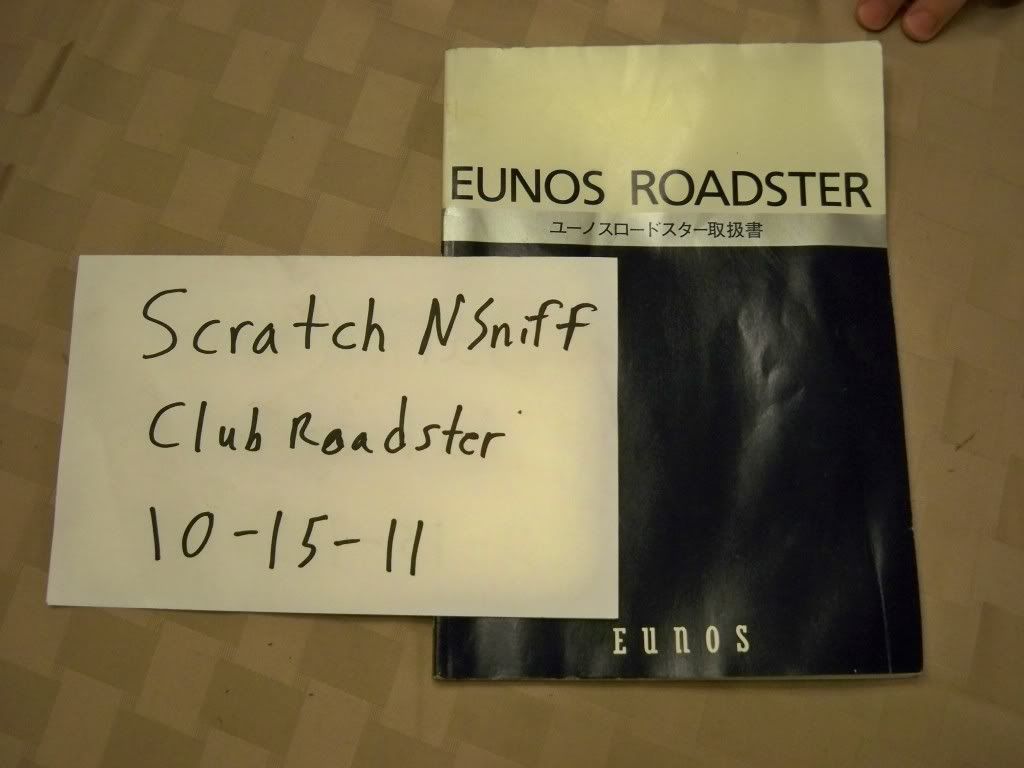 EUNOS ROADSTER
ユーノスロードスター取扱書
Scratch NSniff
Club Roadster
10-15-11
EUNOS